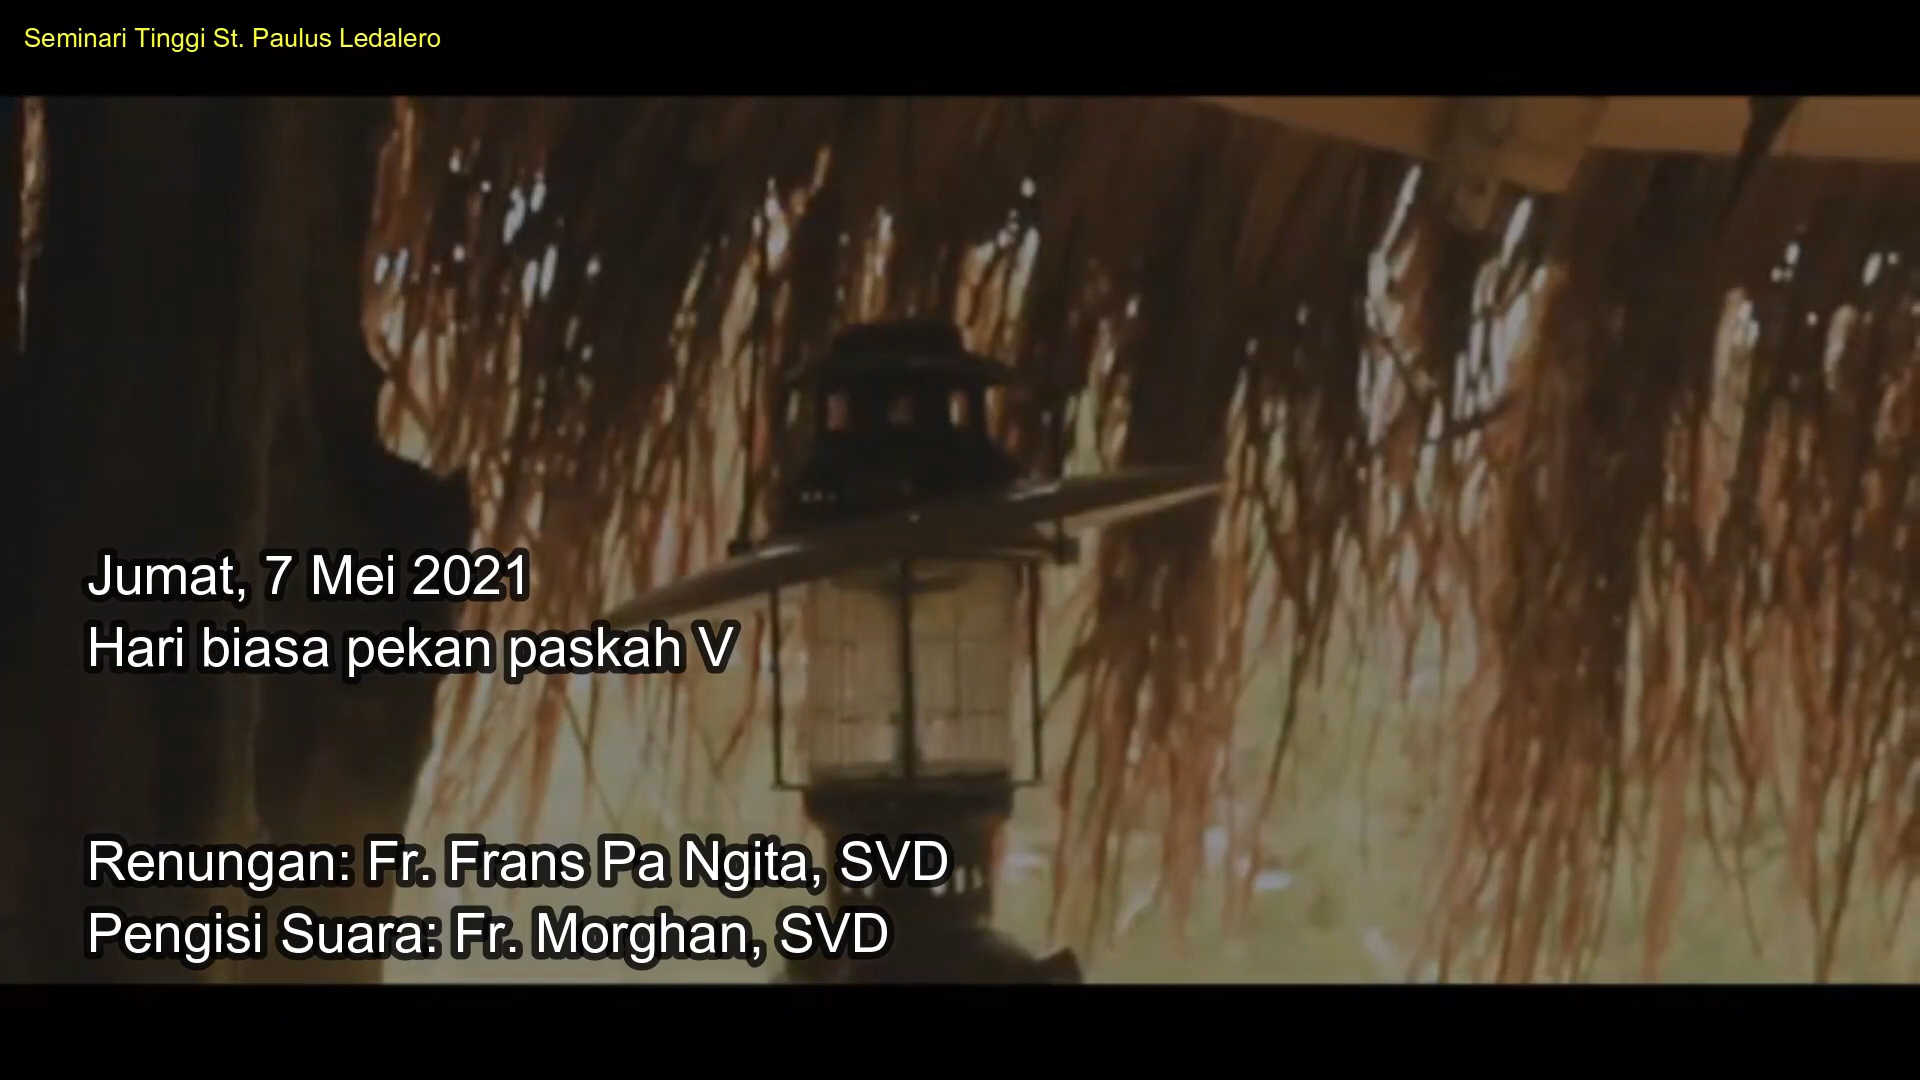 Seminari Tinggi St. Paulus Ledalero
Jumat, 7 Mei 2021
Hari biasa pekan paskah V
Renungan: Fr. Frans Pa Ngita, SVD
Pengisi Suara: Fr. Morghan, SVD